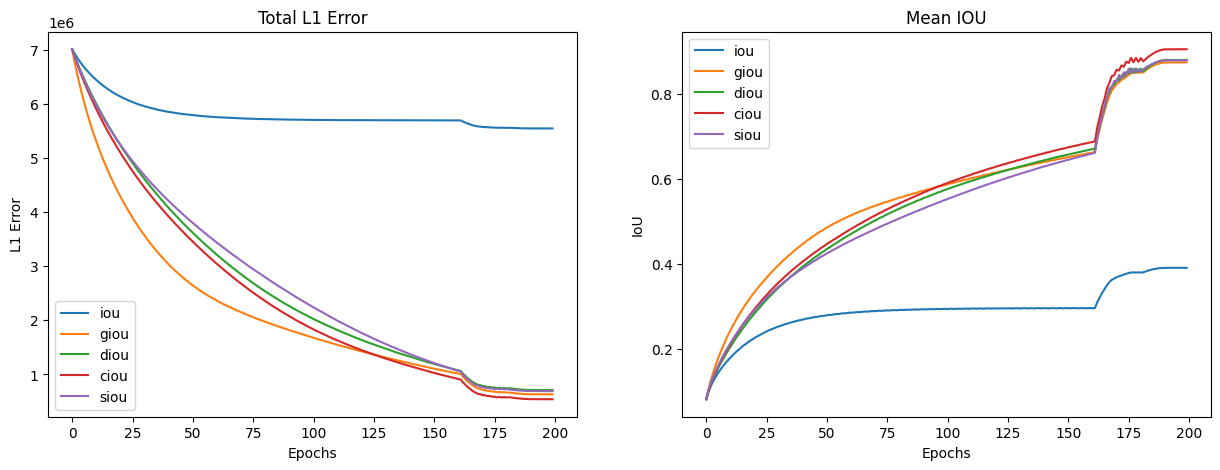 Total L1 Error
1e6
7
6
5
4
3
2
1
L1 Error
iou
giou
diou
ciou
siou
0 25 50 75 100 125 150 175 200
Epochs
Mean IOU
0.8
0.6
0.4
0.2
IoU
iou
giou
diou
ciou
siou
0 25 50 75 100 125 150 175 200
Epochs